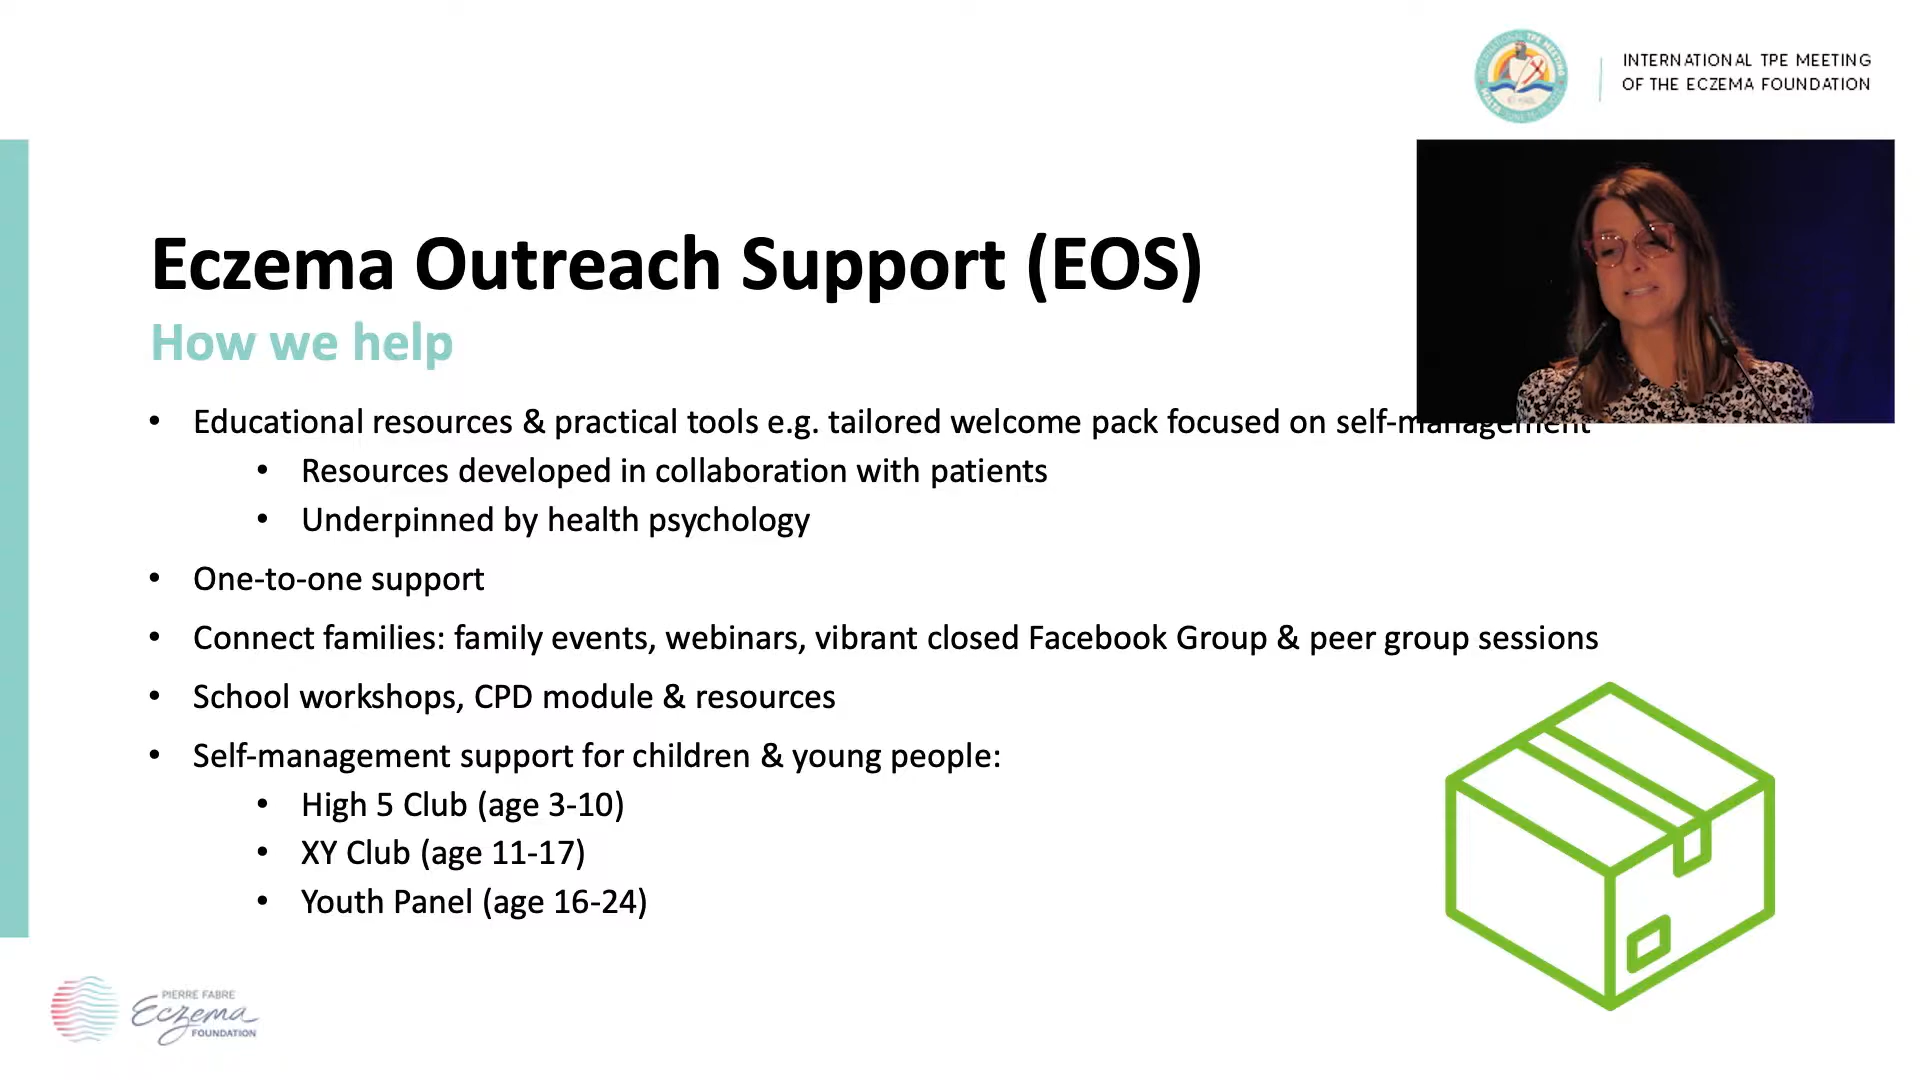 INTERNATIONAL TPE MEETING
OF THE ECZEMA FOUNDATION
INTERNATIONAL TPE MEETING
MALTA
Eczema Outreach Support (EOS)
How we help
• Educational resources & practical tools e.g. tailored welcome pack focused on self-management
• Resources developed in collaboration with patients
• Underpinned by health psychology
• One-to-one support
• Connect families: family events, webinars, vibrant closed Facebook Group & peer group sessions
• School workshops, CPD module & resources
• Self-management support for children & young people:
• High 5 Club (age 3-10)
• XY Club (age 11-17)
• Youth Panel (age 16-24)
PIERRE FABRE
Eczema
FOUNDATION